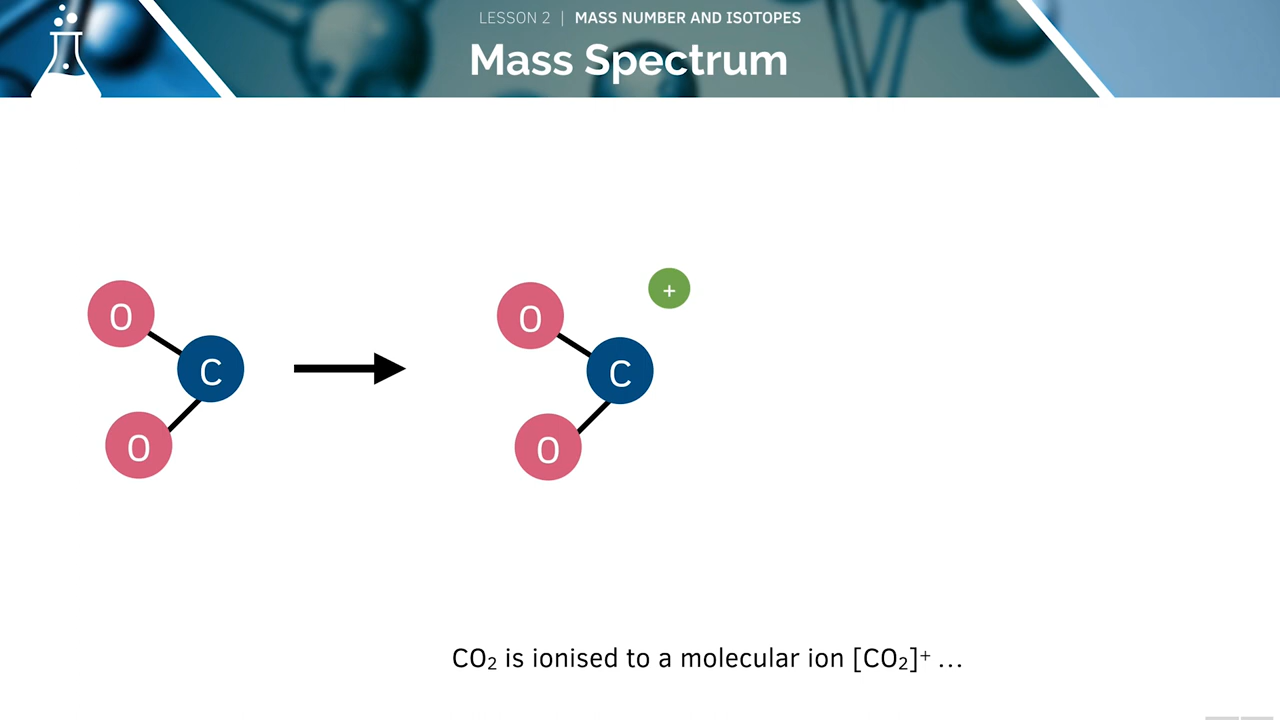 LESSON 2 | MASS NUMBER AND ISOTOPES
Mass Spectrum
O
C
O
O
C
O
+
CO₂ is ionised to a molecular ion [CO₂]⁺ ...